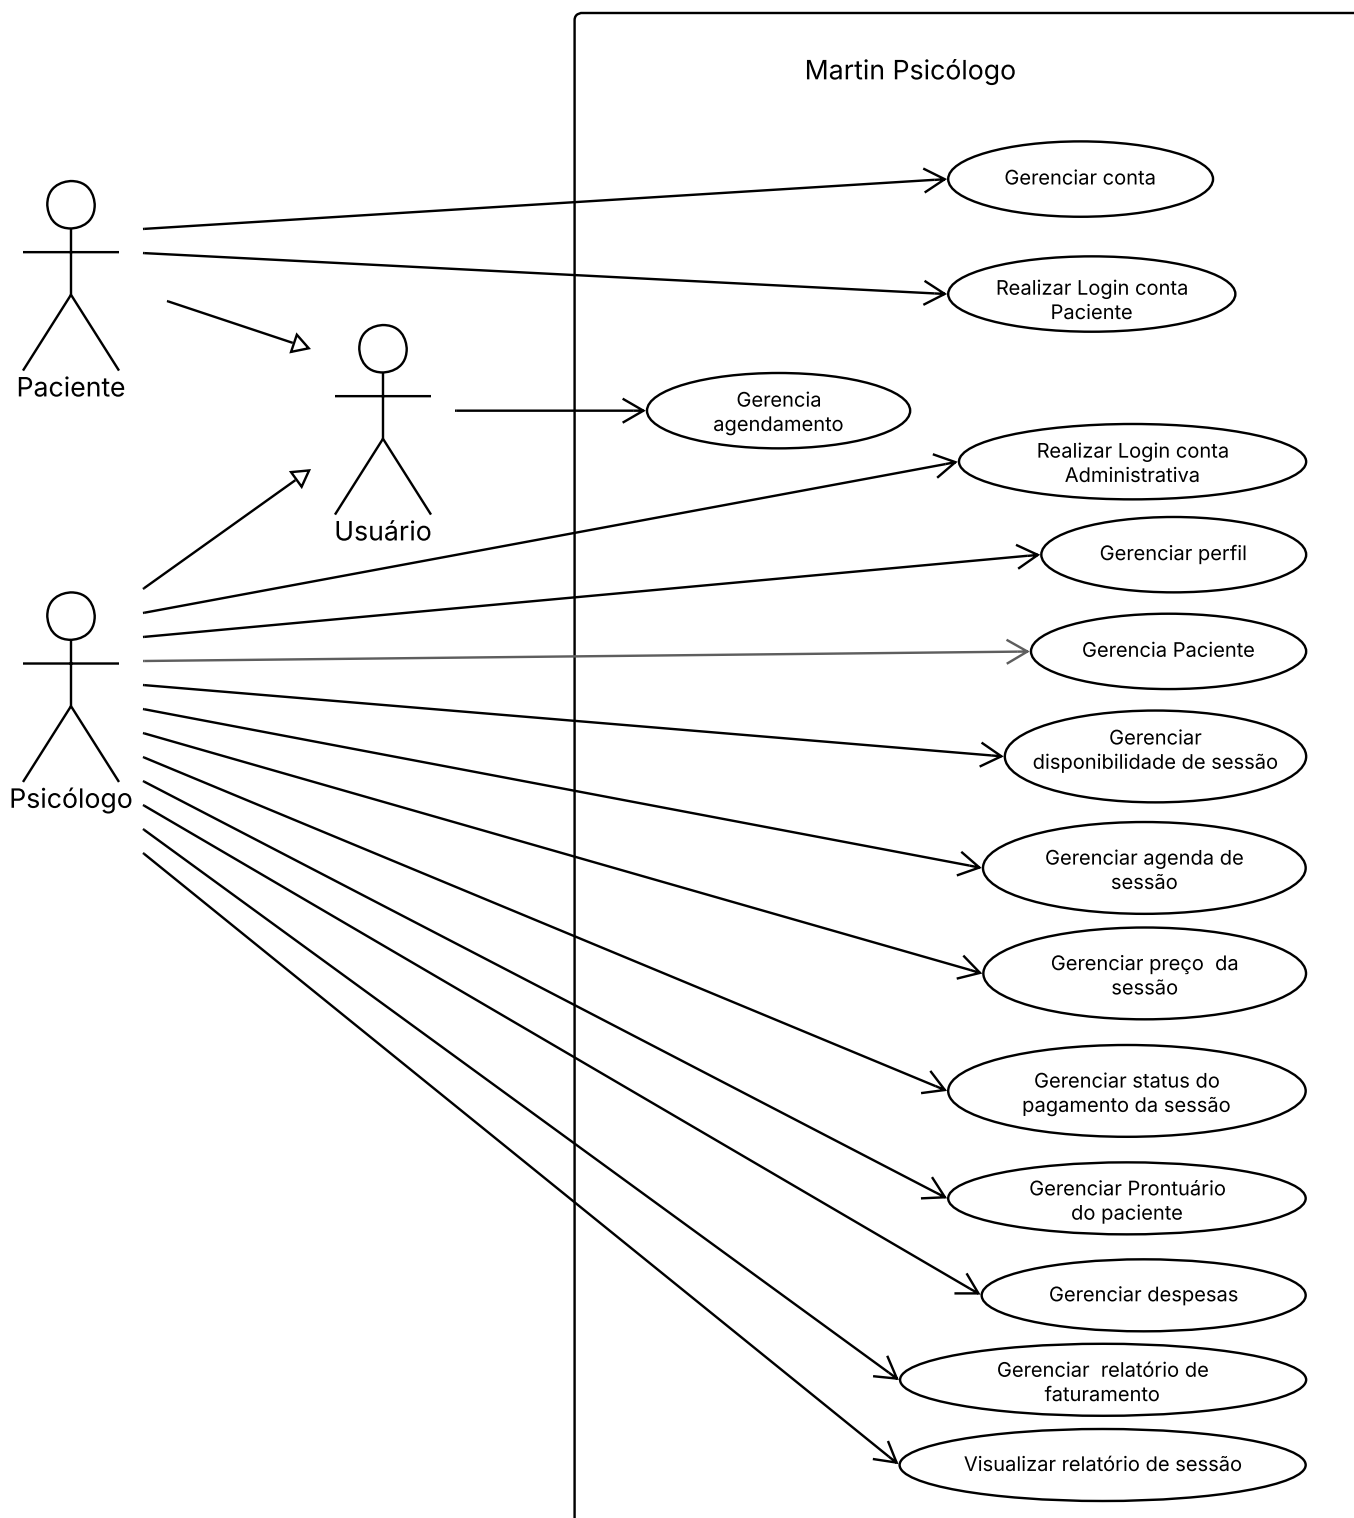 Martin Psicólogo
Gerenciar conta
Realizar Login conta
Paciente
Paciente
Gerencia
agendamento
Usuário
Realizar Login conta
Administrativa
Gerenciar perfil
Gerencia Paciente
Gerenciar
disponibilidade de sessão
Psicólogo
Gerenciar agenda de
sessão
Gerenciar preço  da
sessão
Gerenciar status do
pagamento da sessão
Gerenciar Prontuário
do paciente
Gerenciar despesas
Gerenciar  relatório de
faturamento
Visualizar relatório de sessão